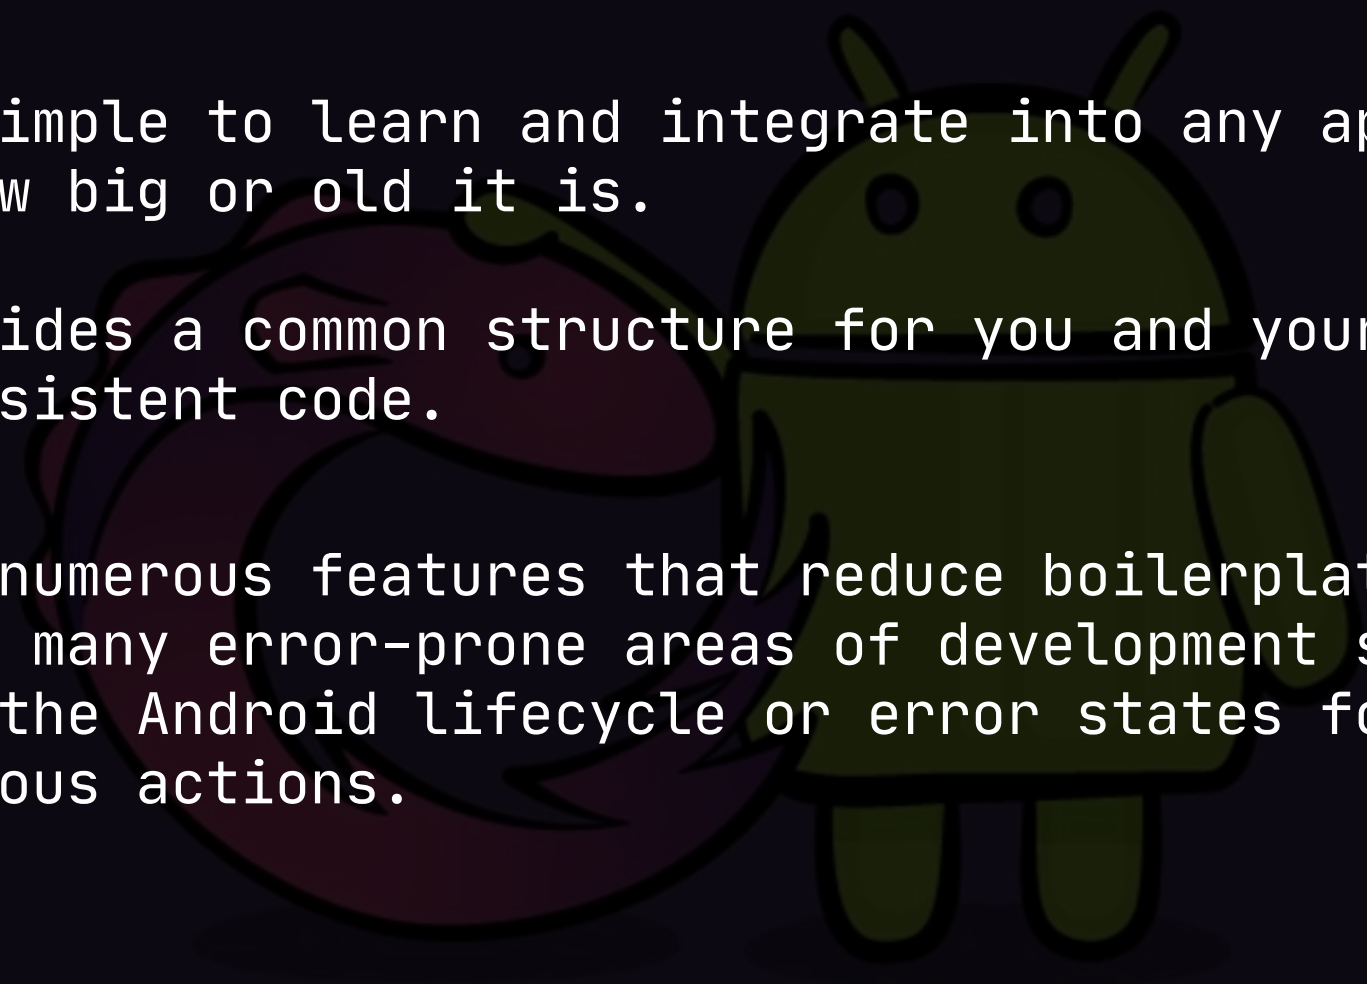 imple to learn and integrate into any ap
w big or old it is.
ides a common structure for you and your
sistent code.
numerous features that reduce boilerplat
many error-prone areas of development s
the Android lifecycle or error states fo
ous actions.